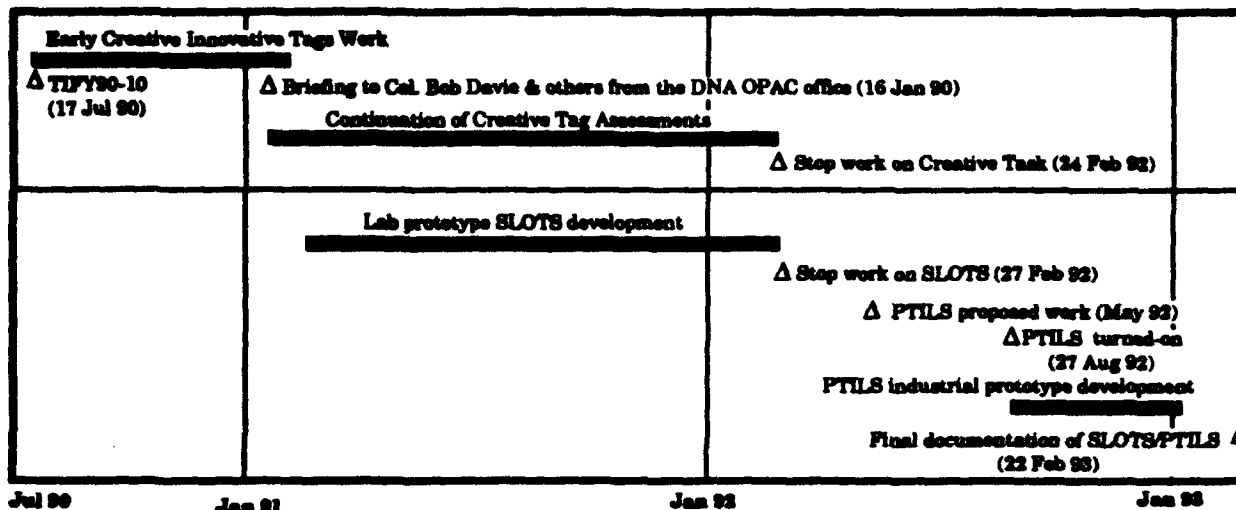 Early Creative Innovative Tags Work
Δ TIFY90-10
(17 Jul 90)
Δ Briefing to Col. Bob Davie & others from the DNA OPAC office (16 Jan 90)
Continuation of Creative Tag Assessments
Δ Stop work on Creative Task (24 Feb 92)
Lab prototype SLOTS development
Δ Stop work on SLOTS (27 Feb 92)
Δ PTILS proposed work (May 92)
Δ PTILS turned-on
(27 Aug 92)
PTILS industrial prototype development
Final documentation of SLOTS/PTILS Δ
(22 Feb 93)
Jul 90
Jan 91
Jan 92
Jan 93